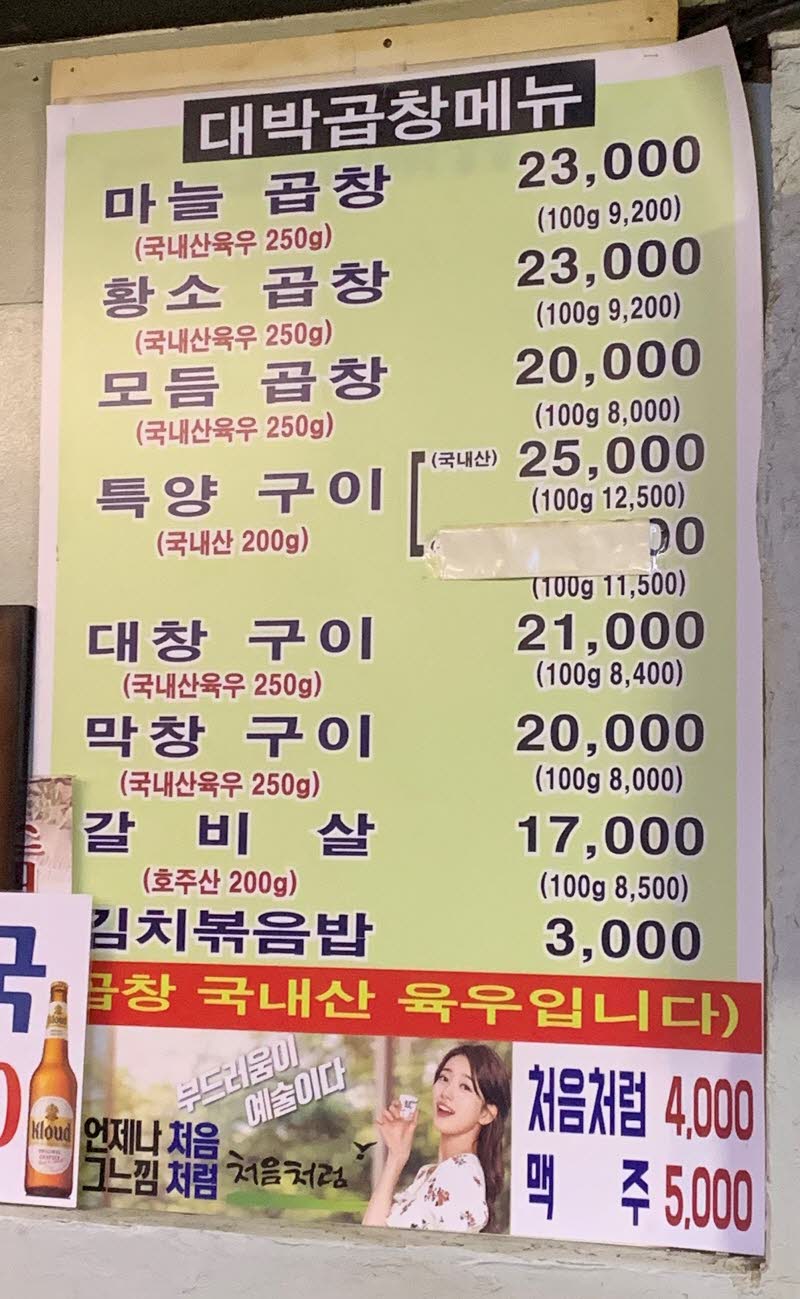 대박곱창메뉴
마늘 곱창 23,000
(국내산육우 250g) (100g 9,200)
황소 곱창 23,000
(국내산육우 250g) (100g 9,200)
모듬 곱창 20,000
(국내산육우 250g) (100g 8,000)
특양 구이 (국내산) 25,000
(국내산 200g) (100g 12,500)
00
(100g 11,500)
대창 구이 21,000
(국내산육우 250g) (100g 8,400)
막창 구이 20,000
(국내산육우 250g) (100g 8,000)
갈 비 살 17,000
(호주산 200g) (100g 8,500)
김치볶음밥 3,000
곱창 국내산 육우입니다)
부드러움이
예술이다
언제나 처음
그느낌 처럼 처음처럼
처음처럼 4,000
맥 주 5,000
국
0
Kloud